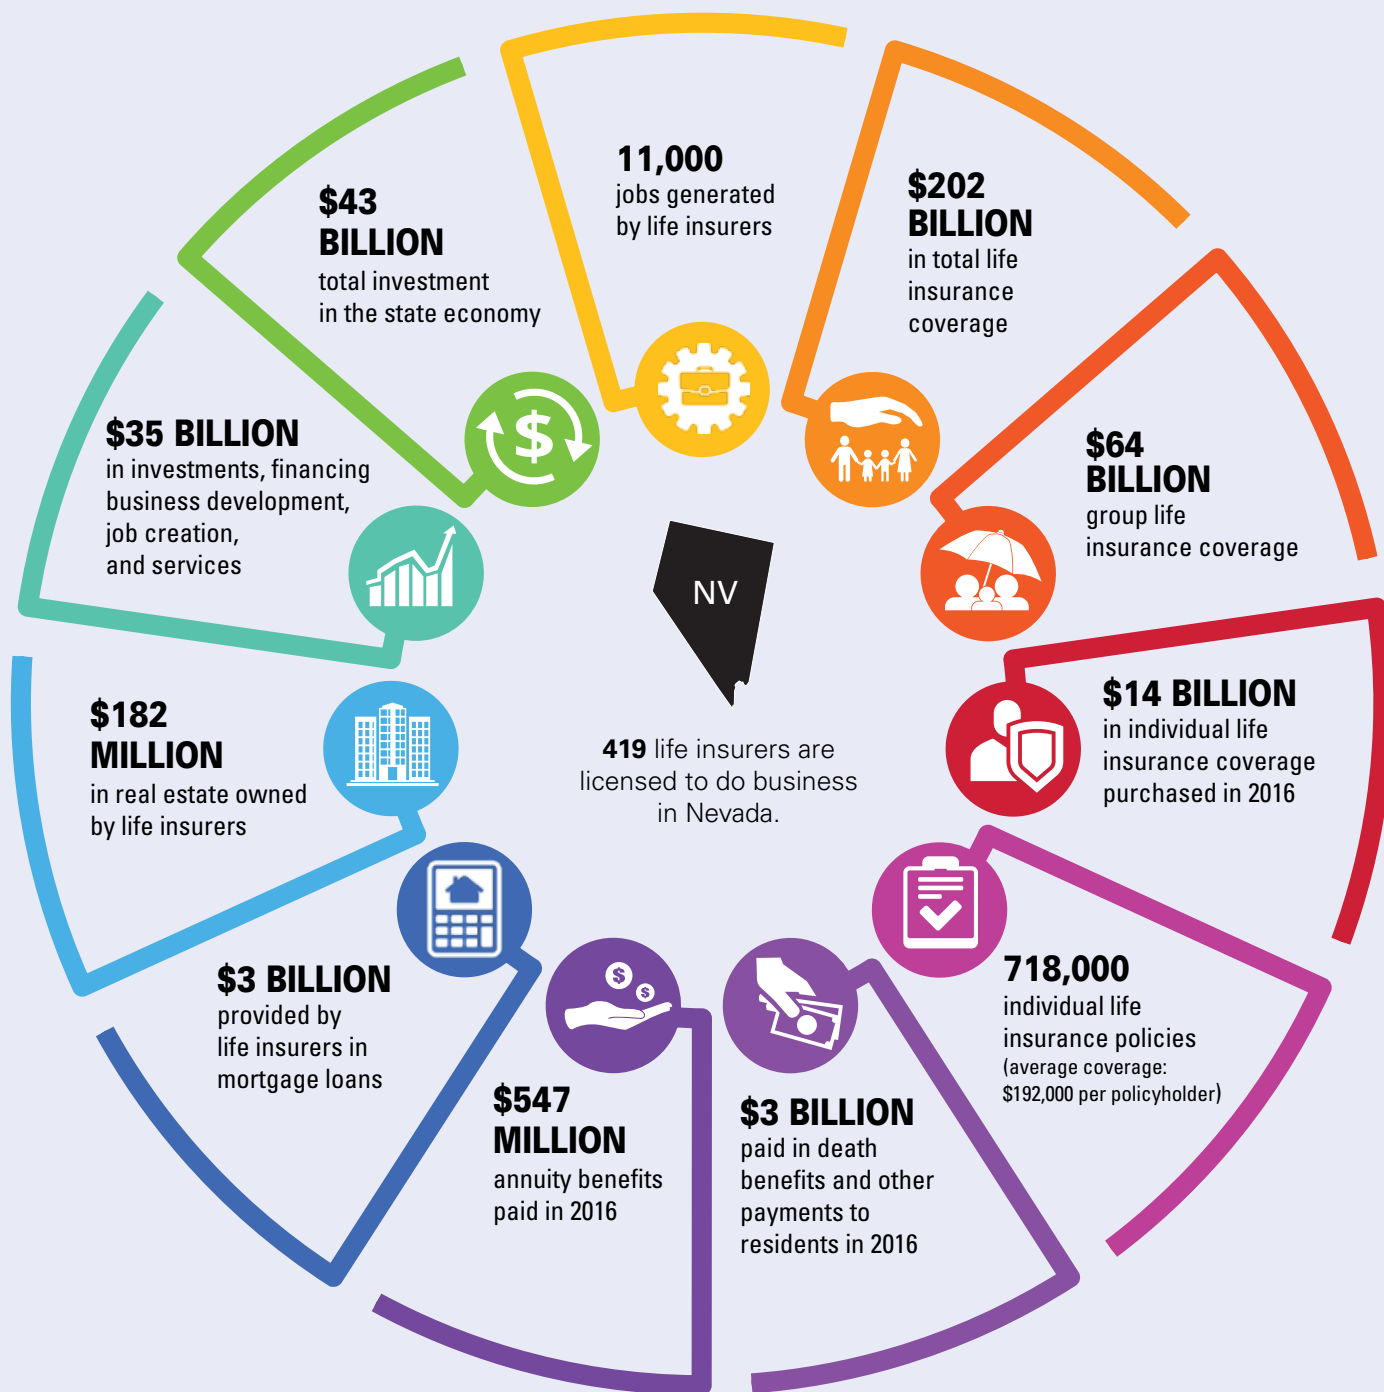 11,000
jobs generated
by life insurers
$202
BILLION
in total life
insurance
coverage
$64
BILLION
group life
insurance coverage
$14 BILLION
in individual life
insurance coverage
purchased in 2016
718,000
individual life
insurance policies
(average coverage:
$192,000 per policyholder)
$3 BILLION
paid in death
benefits and other
payments to
residents in 2016
$547
MILLION
annuity benefits
paid in 2016
$3 BILLION
provided by
life insurers in
mortgage loans
$182
MILLION
in real estate owned
by life insurers
$35 BILLION
in investments, financing
business development,
job creation,
and services
$43
BILLION
total investment
in the state economy
$
$
$
NV
419 life insurers are
licensed to do business
in Nevada.